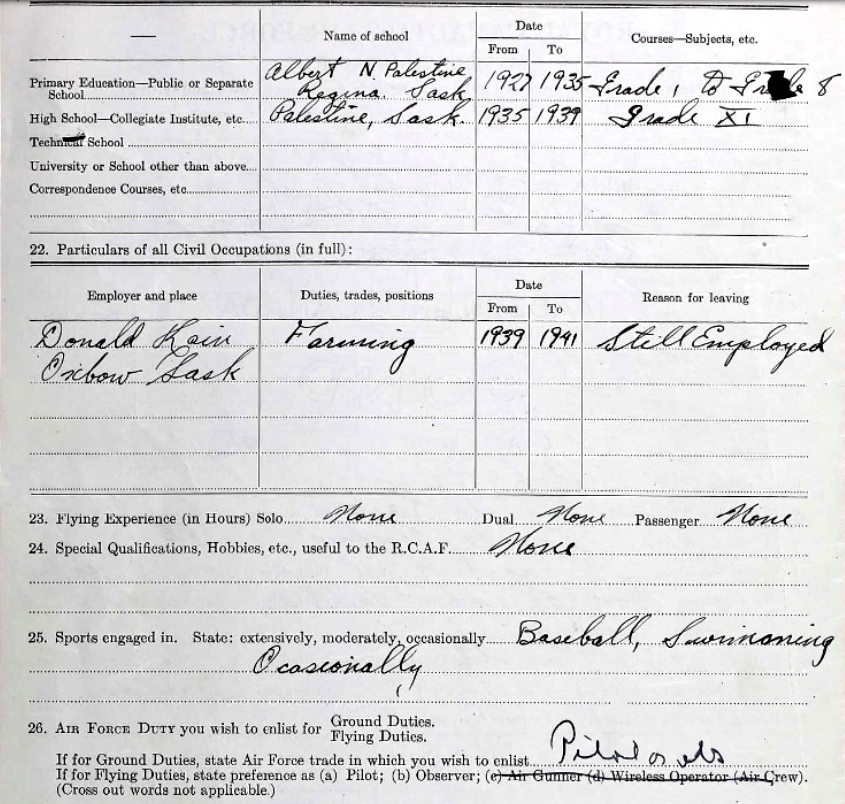 — Name of school Date Courses—Subjects, etc.
From To
Albert N. Palestine
Primary Education—Public or Separate School Regina. Sask 1927 1935 Grade 1 to Grade 8
High School—Collegiate Institute, etc. Palestine, Sask. 1935 1939 Grade XI
Technical School
University or School other than above
Correspondence Courses, etc
22. Particulars of all Civil Occupations (in full):
Employer and place Duties, trades, positions Date Reason for leaving
From To
Donald Kain Farming 1939 1941 Still Employed
Oxbow Sask
23. Flying Experience (in Hours) Solo None Dual None Passenger None
24. Special Qualifications, Hobbies, etc., useful to the R.C.A.F. None
25. Sports engaged in. State: extensively, moderately, occasionally Baseball, Swimming
Ocasionally
26. AIR FORCE DUTY you wish to enlist for Ground Duties.
Flying Duties.
If for Ground Duties, state Air Force trade in which you wish to enlist Pilot or obs
If for Flying Duties, state preference as (a) Pilot; (b) Observer; (c) Air Gunner (d) Wireless Operator (Air Crew).
(Cross out words not applicable.)